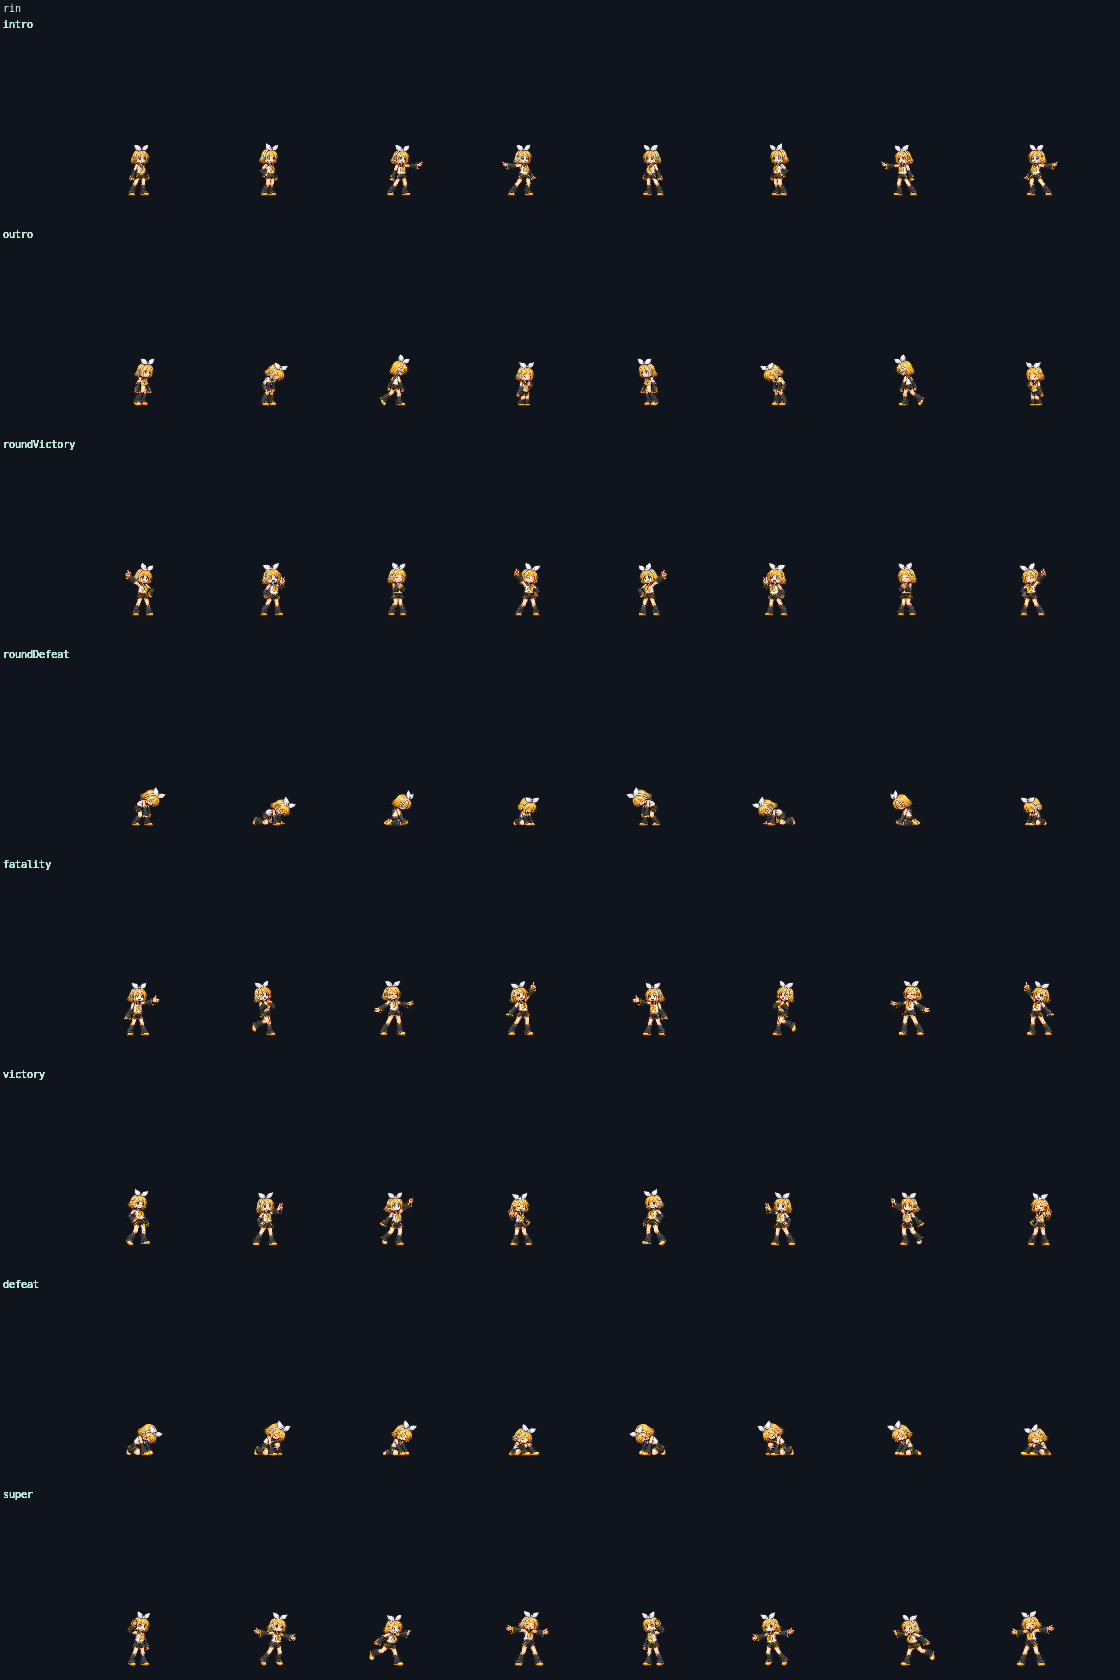 rin
intro
outro
roundVictory
roundDefeat
fatality
victory
defeat
super